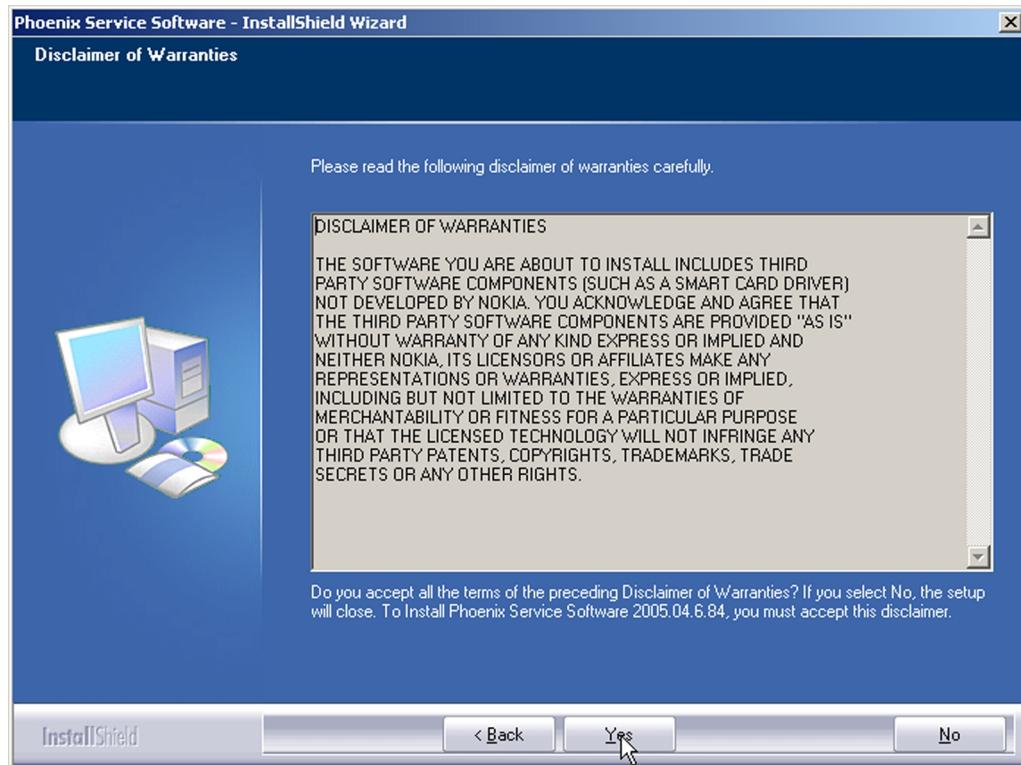 Phoenix Service Software - InstallShield Wizard
Disclaimer of Warranties
Please read the following disclaimer of warranties carefully.
DISCLAIMER OF WARRANTIES
THE SOFTWARE YOU ARE ABOUT TO INSTALL INCLUDES THIRD
PARTY SOFTWARE COMPONENTS (SUCH AS A SMART CARD DRIVER)
NOT DEVELOPED BY NOKIA. YOU ACKNOWLEDGE AND AGREE THAT
THE THIRD PARTY SOFTWARE COMPONENTS ARE PROVIDED "AS IS"
WITHOUT WARRANTY OF ANY KIND EXPRESS OR IMPLIED AND
NEITHER NOKIA, ITS LICENSORS OR AFFILIATES MAKE ANY
REPRESENTATIONS OR WARRANTIES, EXPRESS OR IMPLIED,
INCLUDING BUT NOT LIMITED TO THE WARRANTIES OF
MERCHANTABILITY OR FITNESS FOR A PARTICULAR PURPOSE
OR THAT THE LICENSED TECHNOLOGY WILL NOT INFRINGE ANY
THIRD PARTY PATENTS, COPYRIGHTS, TRADEMARKS, TRADE
SECRETS OR ANY OTHER RIGHTS.
Do you accept all the terms of the preceding Disclaimer of Warranties? If you select No, the setup
will close. To Install Phoenix Service Software 2005.04.6.84, you must accept this disclaimer.
InstallShield
< Back
Yes
No